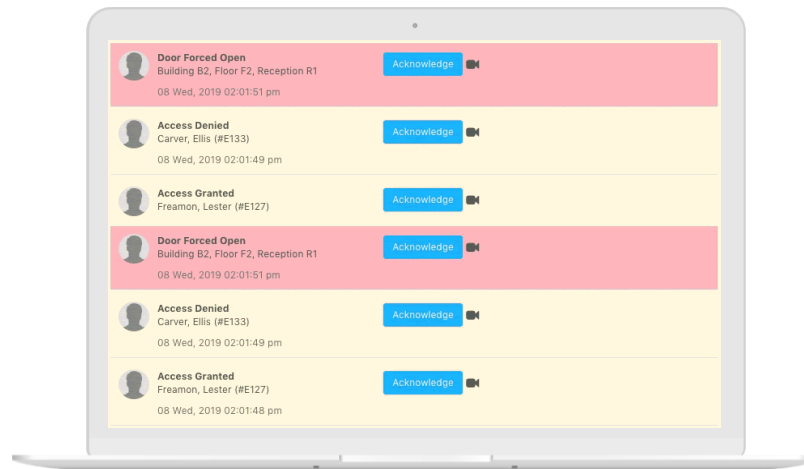 Door Forced Open
Building B2, Floor F2, Reception R1
Acknowledge
08 Wed, 2019 02:01:51 pm
Access Denied
Carver, Ellis (#E133)
Acknowledge
08 Wed, 2019 02:01:49 pm
Access Granted
Freamon, Lester (#E127)
Acknowledge
Door Forced Open
Building B2, Floor F2, Reception R1
Acknowledge
08 Wed, 2019 02:01:51 pm
Access Denied
Carver, Ellis (#E133)
Acknowledge
08 Wed, 2019 02:01:49 pm
Access Granted
Freamon, Lester (#E127)
Acknowledge
08 Wed, 2019 02:01:48 pm